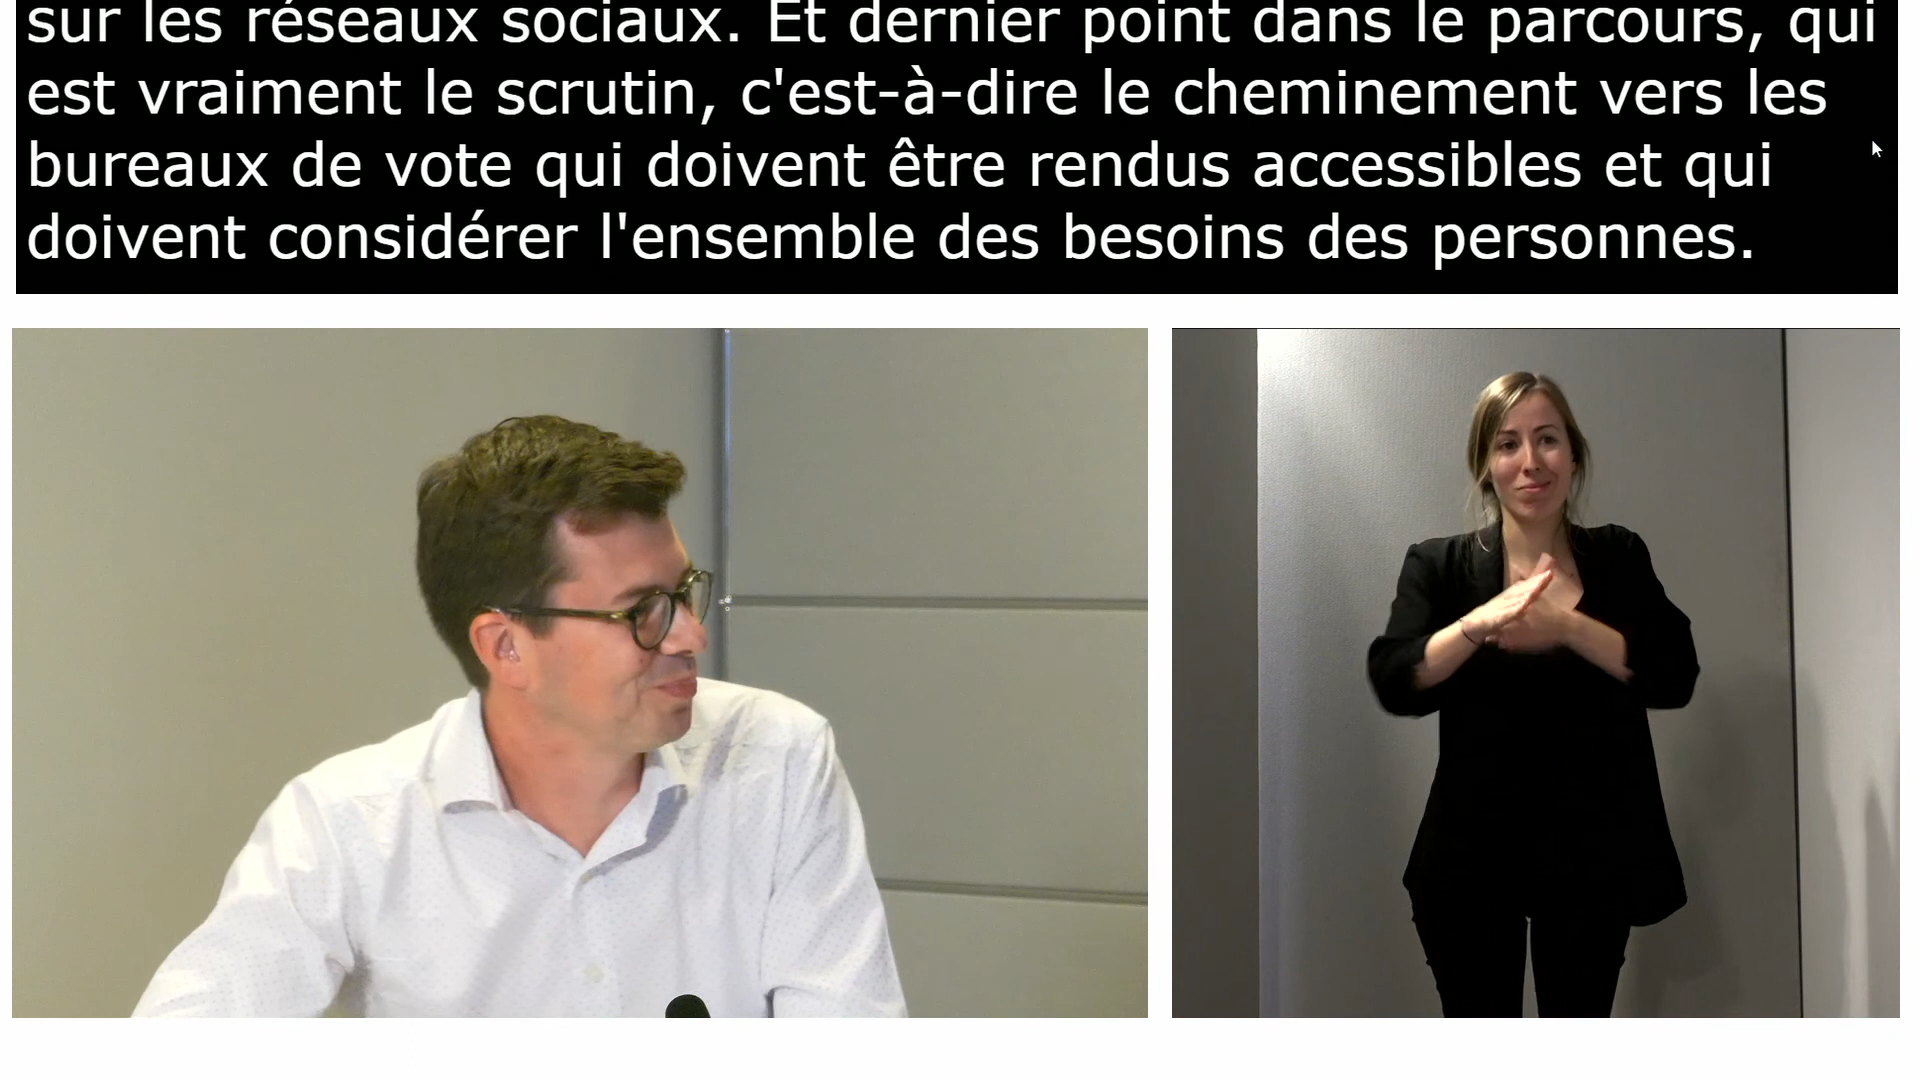 sur les réseaux sociaux. Et dernier point dans le parcours, qui
est vraiment le scrutin, c'est-à-dire le cheminement vers les
bureaux de vote qui doivent être rendus accessibles et qui
doivent considérer l'ensemble des besoins des personnes.